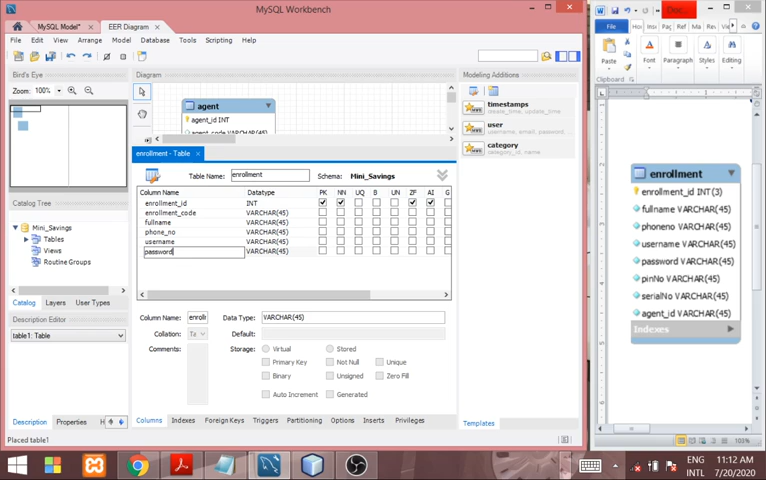 MySQL Workbench
MySQL Model*
EER Diagram
File Edit View Arrange Model Database Tools Scripting Help
Bird's Eye
Zoom: 100%
Diagram
agent
agent_id INT
agent_code VARCHAR(45)
Modeling Additions
timestamps
create_time, update_time
user
username, email, password
category
category_id, name
enrollment - Table
Table Name: enrollment Schema: Mini_Savings
Column Name Datatype PK NN UQ B UN ZF AI G
enrollment_id INT
enrollment_code VARCHAR(45)
fullname VARCHAR(45)
phone_no VARCHAR(45)
username VARCHAR(45)
password VARCHAR(45)
Catalog Tree
Mini_Savings
Tables
Views
Routine Groups
Catalog Layers User Types
Description Editor
table1: Table
Column Name: enroll Data Type: VARCHAR(45)
Collation: Ta Default:
Comments: Storage: Virtual Stored
Primary Key Not Null Unique
Binary Unsigned Zero Fill
Auto Increment Generated
Description Properties H
Columns Indexes Foreign Keys Triggers Partitioning Options Inserts Privileges
Templates
Placed table1
Doc...
File
Paste
Font
Paragraph
Styles
Editing
Clipboard
enrollment
enrollment_id INT(3)
fullname VARCHAR(45)
phoneno VARCHAR(45)
username VARCHAR(45)
password VARCHAR(45)
pinNo VARCHAR(45)
serialNo VARCHAR(45)
agent_id VARCHAR(45)
Indexes
103%
ENG
INTL
11:12 AM
7/20/2020